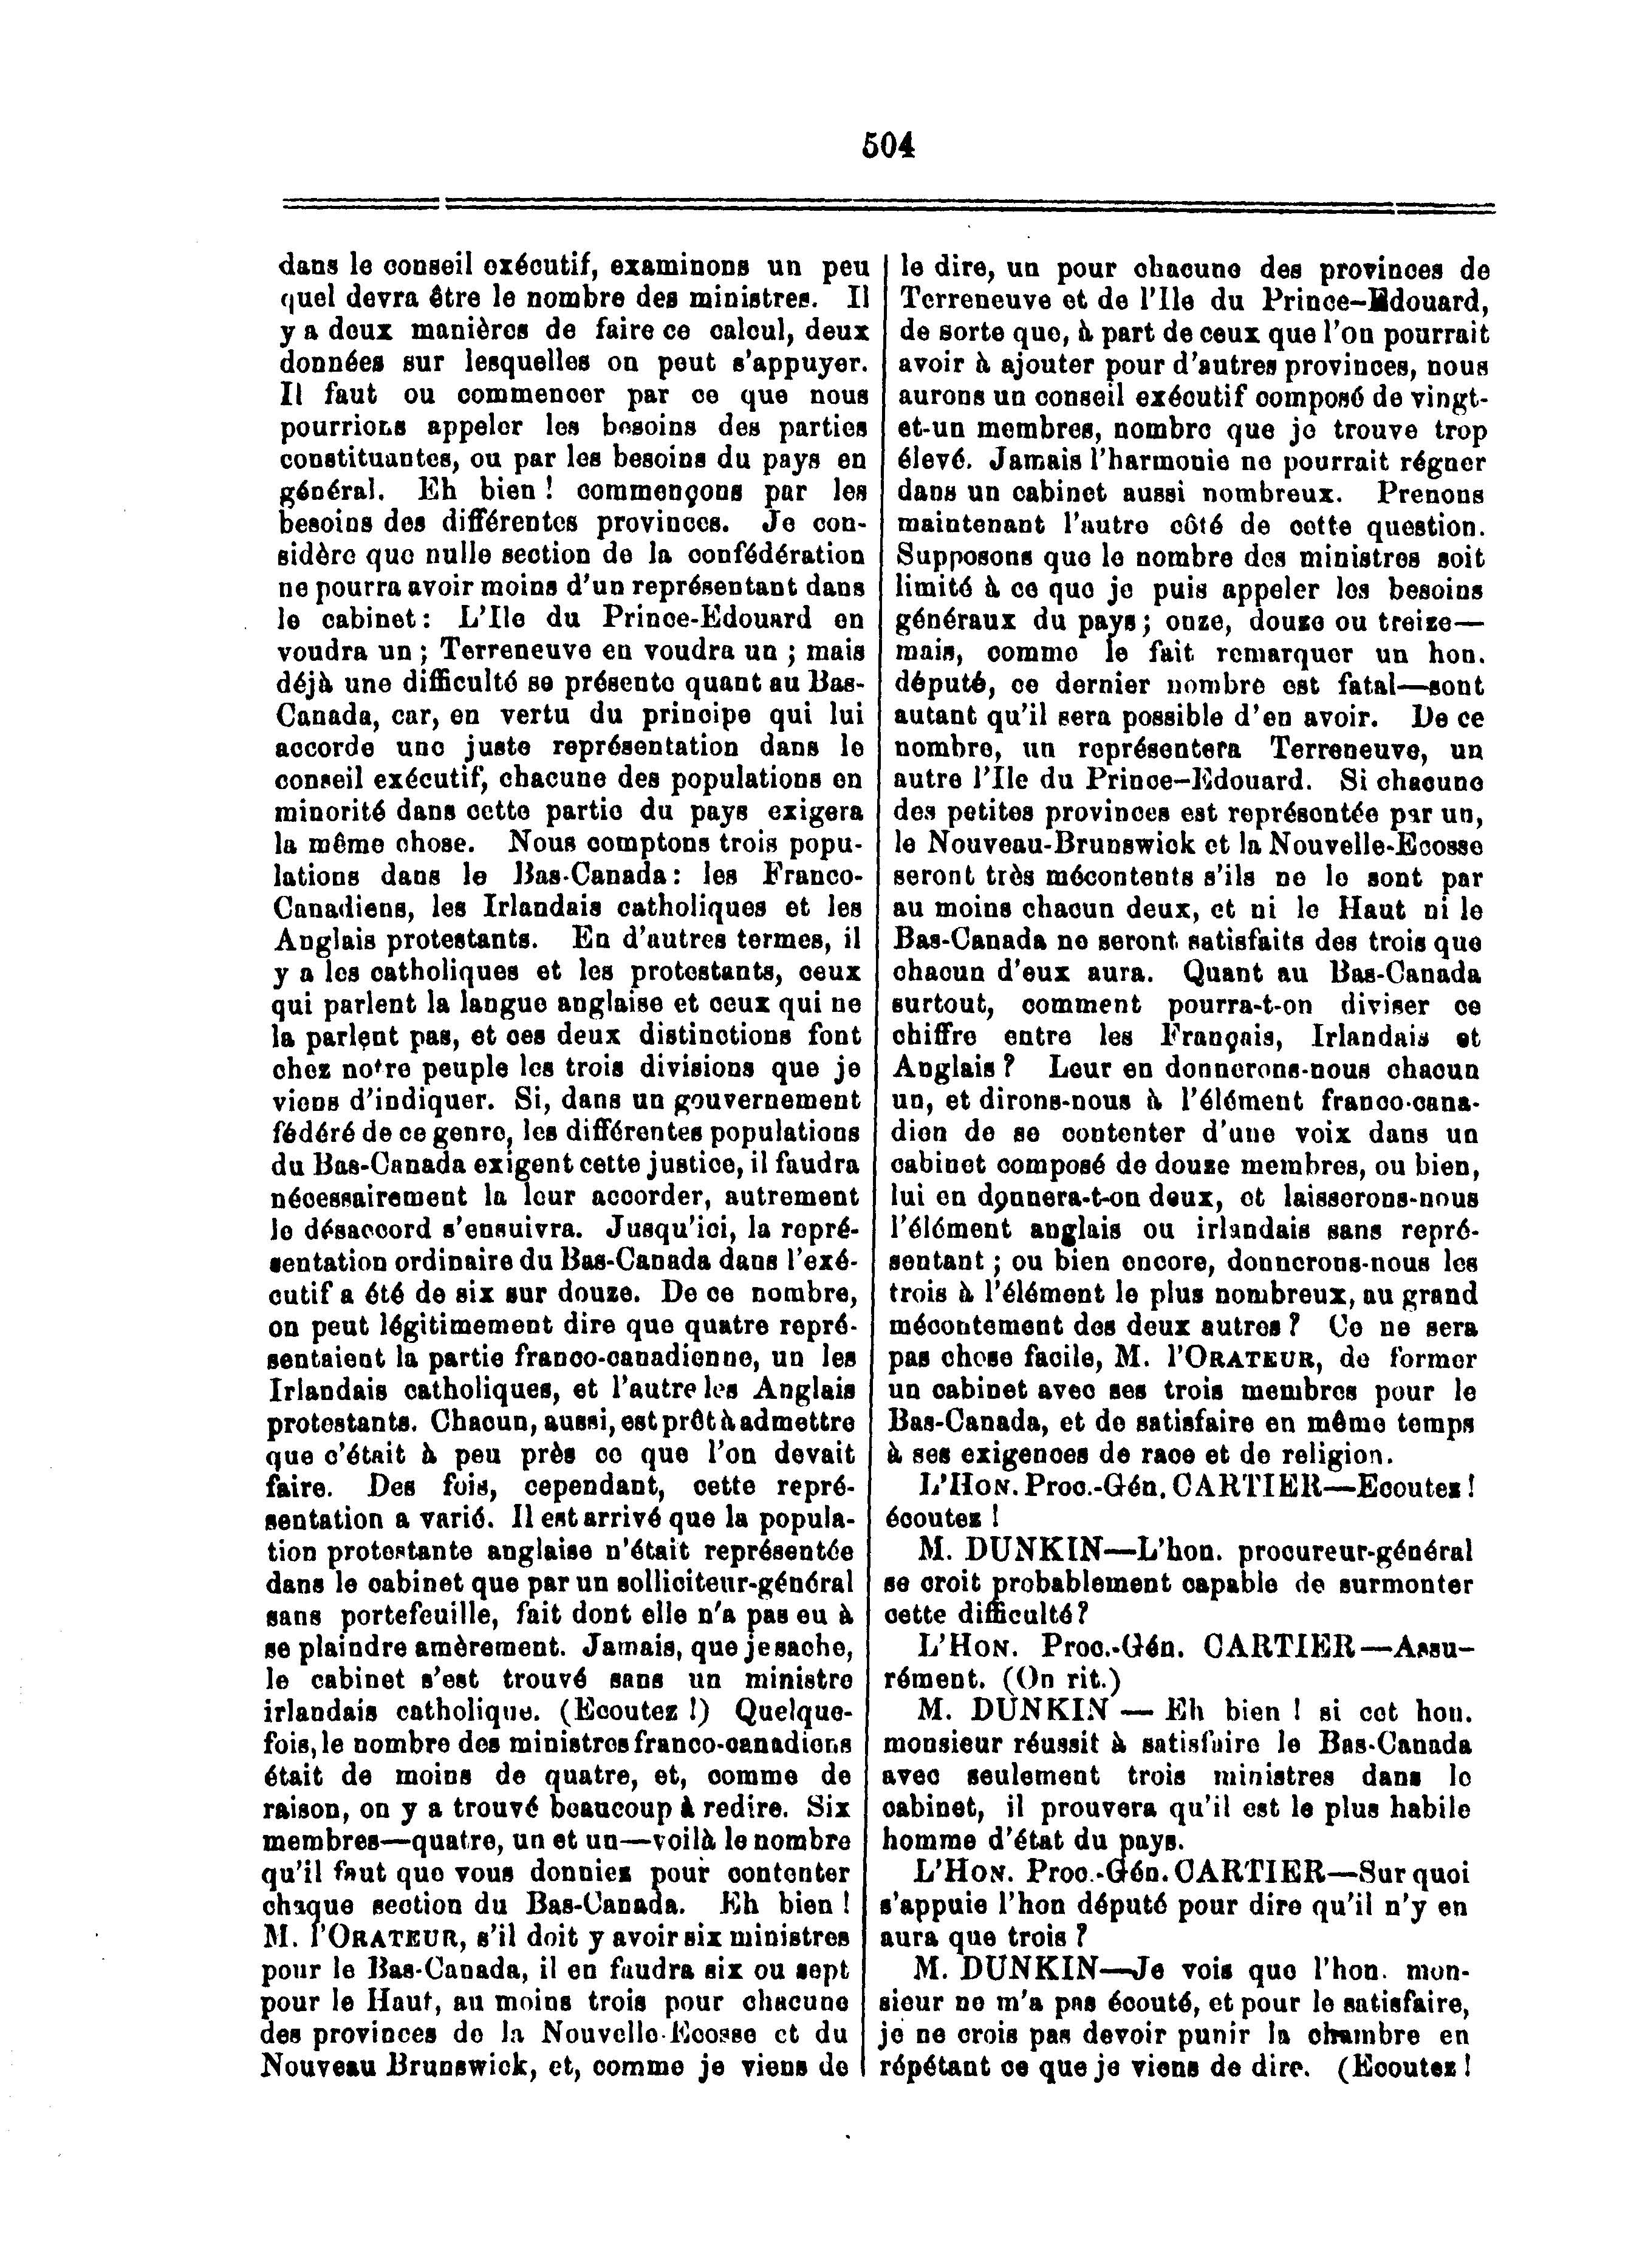 504
dans le conseil exécutif, examinons un peu
quel devra être le nombre des ministres. Il
y a deux manières de faire ce calcul, deux
données sur lesquelles on peut s'appuyer.
Il faut ou commencer par ce que nous
pourrions appeler les besoins des parties
constituantes, ou par les besoins du pays en
général. Eh bien ! commençons par les
besoins des différentes provinces. Je con-
sidère que nulle section de la confédération
ne pourra avoir moins d'un représentant dans
le cabinet : L'Ile du Prince-Edouard en
voudra un ; Terreneuve en voudra un ; mais
déjà une difficulté se présente quant au Bas-
Canada, car, en vertu du principe qui lui
accorde une juste représentation dans le
conseil exécutif, chacune des populations en
minorité dans cette partie du pays exigera
la même chose. Nous comptons trois popu-
lations dans le Bas-Canada : les Franco-
Canadiens, les Irlandais catholiques et les
Anglais protestants. En d'autres termes, il
y a les catholiques et les protestants, ceux
qui parlent la langue anglaise et ceux qui ne
la parlent pas, et ces deux distinctions font
chez notre peuple les trois divisions que je
viens d'indiquer. Si, dans un gouvernement
fédéré de ce genre, les différentes populations
du Bas-Canada exigent cette justice, il faudra
nécessairement la leur accorder, autrement
le désaccord s'ensuivra. Jusqu'ici, la repré-
sentation ordinaire du Bas-Canada dans l'exé-
cutif a été de six sur douze. De ce nombre,
on peut légitimement dire que quatre repré-
sentaient la partie franco-canadienne, un les
Irlandais catholiques, et l'autre les Anglais
protestants. Chacun, aussi, est prêt à admettre
que c'était à peu près ce que l'on devait
faire. Des fois, cependant, cette repré-
sentation a varié. Il est arrivé que la popula-
tion protestante anglaise n'était représentée
dans le cabinet que par un solliciteur-général
sans portefeuille, fait dont elle n'a pas eu à
se plaindre amèrement. Jamais, que je sache,
le cabinet s'est trouvé sans un ministre
irlandais catholique. (Ecoutez !) Quelque-
fois, le nombre des ministres franco-canadiens
était de moins de quatre, et, comme de
raison, on y a trouvé beaucoup à redire. Six
membres—quatre, un et un—voilà le nombre
qu'il faut que vous donniez pour contenter
chaque section du Bas-Canada. Eh bien !
M. l'ORATEUR, s'il doit y avoir six ministres
pour le Bas-Canada, il en faudra six ou sept
pour le Haut, au moins trois pour chacune
des provinces de la Nouvelle-Ecosse et du
Nouveau Brunswick, et, comme je viens de
le dire, un pour chacune des provinces de
Terreneuve et de l'Ile du Prince-Edouard,
de sorte que, à part de ceux que l'on pourrait
avoir à ajouter pour d'autres provinces, nous
aurons un conseil exécutif composé de vingt-
et-un membres, nombre que je trouve trop
élevé. Jamais l'harmonie ne pourrait régner
dans un cabinet aussi nombreux. Prenons
maintenant l'autre côté de cette question.
Supposons que le nombre des ministres soit
limité à ce que je puis appeler les besoins
généraux du pays ; onze, douze ou treize—
mais, comme le fait remarquer un hon.
député, ce dernier nombre est fatal—sont
autant qu'il sera possible d'en avoir. De ce
nombre, un représentera Terreneuve, un
autre l'Ile du Prince-Edouard. Si chacune
des petites provinces est représentée par un,
le Nouveau-Brunswick et la Nouvelle-Ecosse
seront très mécontents s'ils ne le sont par
au moins chacun deux, et ni le Haut ni le
Bas-Canada ne seront satisfaits des trois que
chacun d'eux aura. Quant au Bas-Canada
surtout, comment pourra-t-on diviser ce
chiffre entre les Français, Irlandais et
Anglais ? Leur en donnerons-nous chacun
un, et dirons-nous à l'élément franco-cana-
dien de se contenter d'une voix dans un
cabinet composé de douze membres, ou bien,
lui en donnera-t-on deux, et laisserons-nous
l'élément anglais ou irlandais sans repré-
sentant ; ou bien encore, donnerons-nous les
trois à l'élément le plus nombreux, au grand
mécontement des deux autres ? Ce ne sera
pas chose facile, M. l'ORATEUR, de former
un cabinet avec ses trois membres pour le
Bas-Canada, et de satisfaire en même temps
à ses exigences de race et de religion.
L'HON. Proc.-Gén. CARTIER—Ecoutez !
écoutez !
M. DUNKIN—L'hon. procureur-général
se croit probablement capable de surmonter
cette difficulté ?
L'HON. Proc.-Gén. CARTIER—Assu-
rément. (On rit.)
M. DUNKIN — Eh bien ! si cet hon.
monsieur réussit à satisfaire le Bas-Canada
avec seulement trois ministres dans le
cabinet, il prouvera qu'il est le plus habile
homme d'état du pays.
L'HON. Proc.-Gén. CARTIER—Sur quoi
s'appuie l'hon député pour dire qu'il n'y en
aura que trois ?
M. DUNKIN—Je vois que l'hon. mon-
sieur ne m'a pas écouté, et pour le satisfaire,
je ne crois pas devoir punir la chambre en
répétant ce que je viens de dire. (Ecoutez !